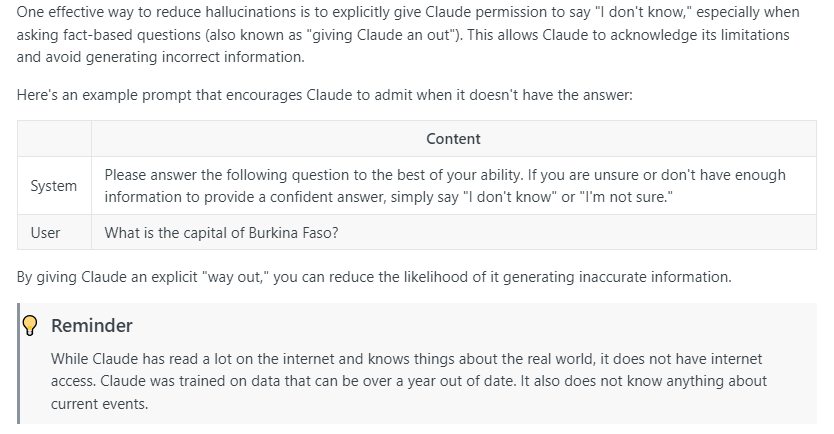 One effective way to reduce hallucinations is to explicitly give Claude permission to say "I don't know," especially when
asking fact-based questions (also known as "giving Claude an out"). This allows Claude to acknowledge its limitations
and avoid generating incorrect information.
Here's an example prompt that encourages Claude to admit when it doesn't have the answer:
Content
System
Please answer the following question to the best of your ability. If you are unsure or don't have enough
information to provide a confident answer, simply say "I don't know" or "I'm not sure."
User
What is the capital of Burkina Faso?
By giving Claude an explicit "way out," you can reduce the likelihood of it generating inaccurate information.
Reminder
While Claude has read a lot on the internet and knows things about the real world, it does not have internet
access. Claude was trained on data that can be over a year out of date. It also does not know anything about
current events.